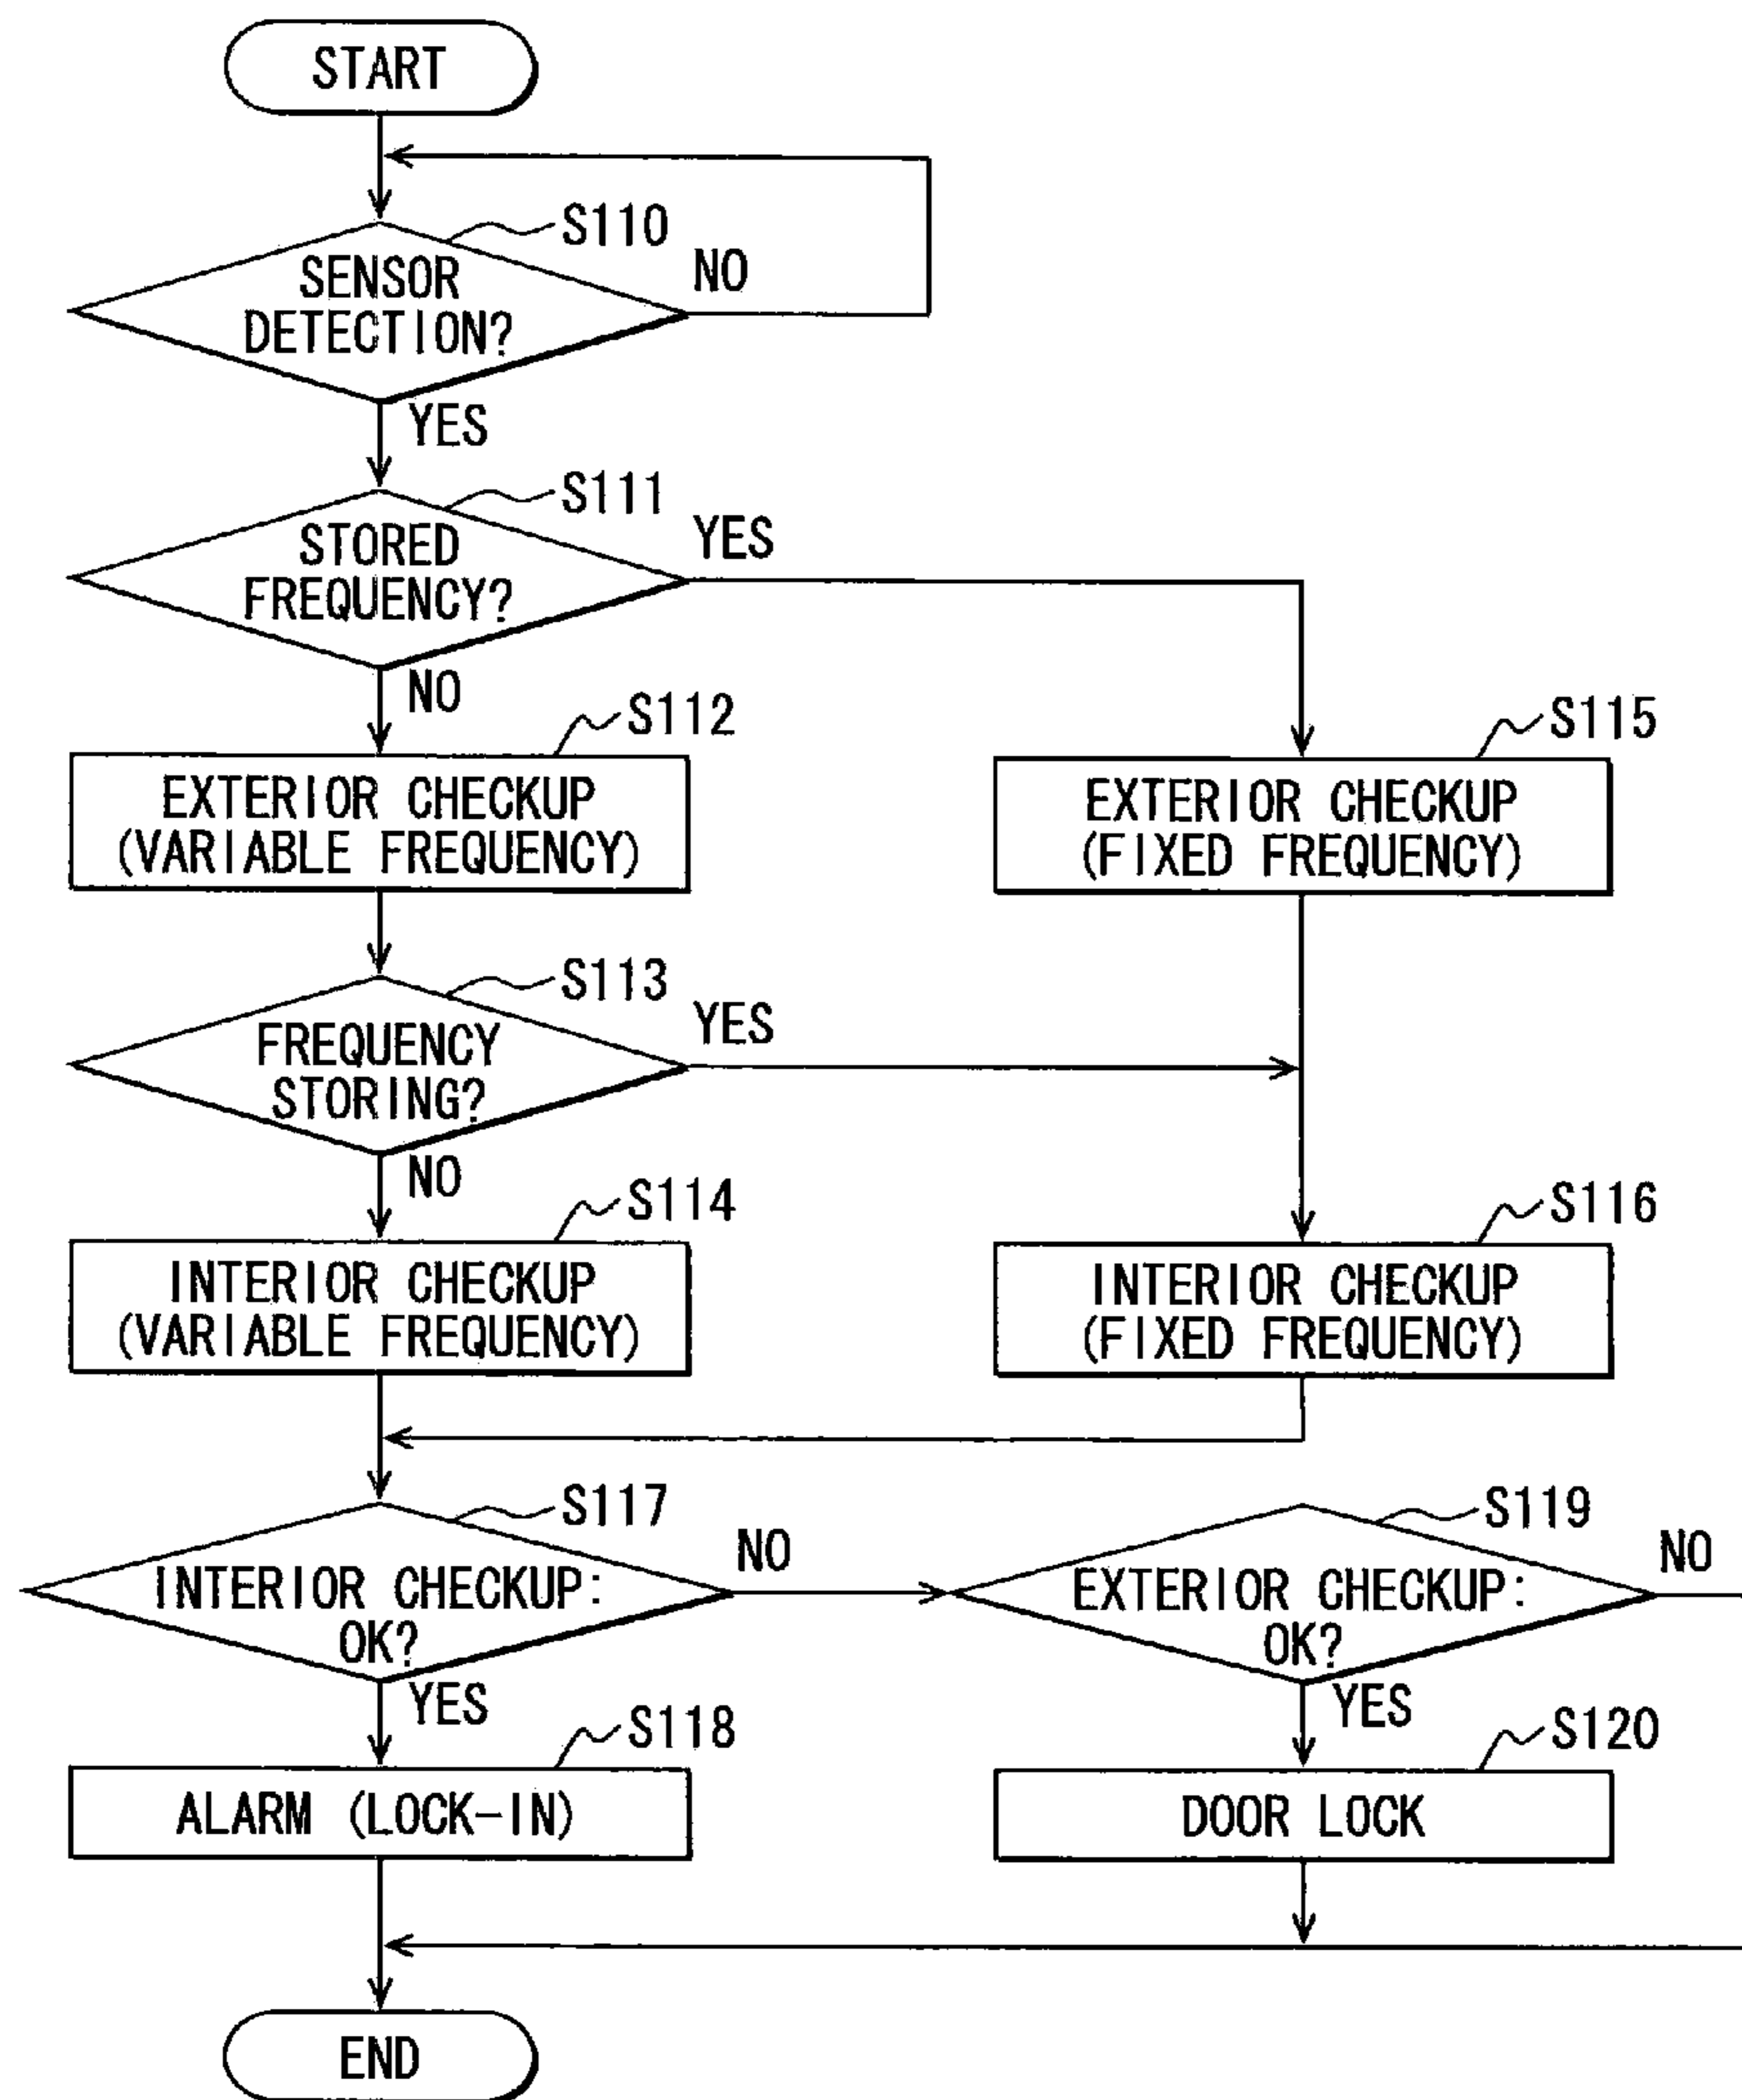 START
S110
SENSOR
DETECTION?
NO
YES
S111
STORED
FREQUENCY?
YES
NO
S112
EXTERIOR CHECKUP
(VARIABLE FREQUENCY)
S115
EXTERIOR CHECKUP
(FIXED FREQUENCY)
S113
FREQUENCY
STORING?
YES
NO
S114
INTERIOR CHECKUP
(VARIABLE FREQUENCY)
S116
INTERIOR CHECKUP
(FIXED FREQUENCY)
S117
INTERIOR CHECKUP:
OK?
NO
YES
S119
EXTERIOR CHECKUP:
OK?
NO
YES
S118
ALARM (LOCK-IN)
S120
DOOR LOCK
END